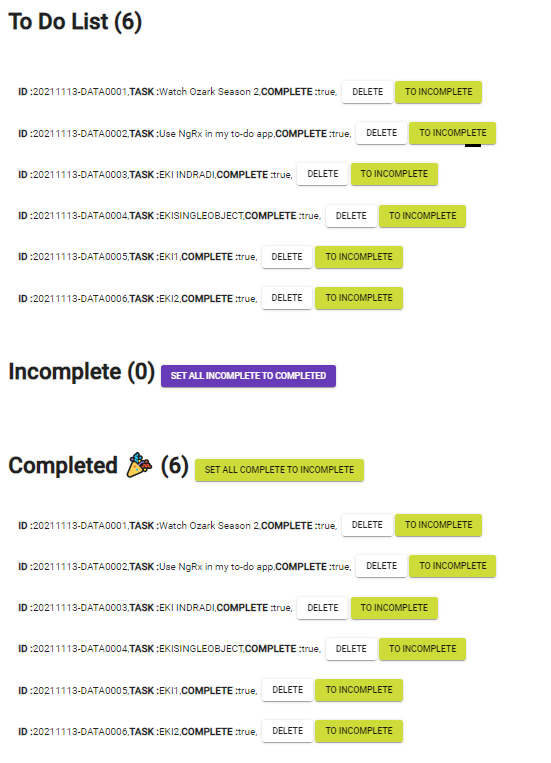 To Do List (6)
ID :20211113-DATA0001,TASK :Watch Ozark Season 2,COMPLETE :true, DELETE TO INCOMPLETE
ID :20211113-DATA0002,TASK :Use NgRx in my to-do app,COMPLETE :true, DELETE TO INCOMPLETE
ID :20211113-DATA0003,TASK :EKI INDRADI,COMPLETE :true, DELETE TO INCOMPLETE
ID :20211113-DATA0004,TASK :EKISINGLEOBJECT,COMPLETE :true, DELETE TO INCOMPLETE
ID :20211113-DATA0005,TASK :EKI1,COMPLETE :true, DELETE TO INCOMPLETE
ID :20211113-DATA0006,TASK :EKI2,COMPLETE :true, DELETE TO INCOMPLETE
Incomplete (0) SET ALL INCOMPLETE TO COMPLETED
Completed 🎉 (6) SET ALL COMPLETE TO INCOMPLETE
ID :20211113-DATA0001,TASK :Watch Ozark Season 2,COMPLETE :true, DELETE TO INCOMPLETE
ID :20211113-DATA0002,TASK :Use NgRx in my to-do app,COMPLETE :true, DELETE TO INCOMPLETE
ID :20211113-DATA0003,TASK :EKI INDRADI,COMPLETE :true, DELETE TO INCOMPLETE
ID :20211113-DATA0004,TASK :EKISINGLEOBJECT,COMPLETE :true, DELETE TO INCOMPLETE
ID :20211113-DATA0005,TASK :EKI1,COMPLETE :true, DELETE TO INCOMPLETE
ID :20211113-DATA0006,TASK :EKI2,COMPLETE :true, DELETE TO INCOMPLETE